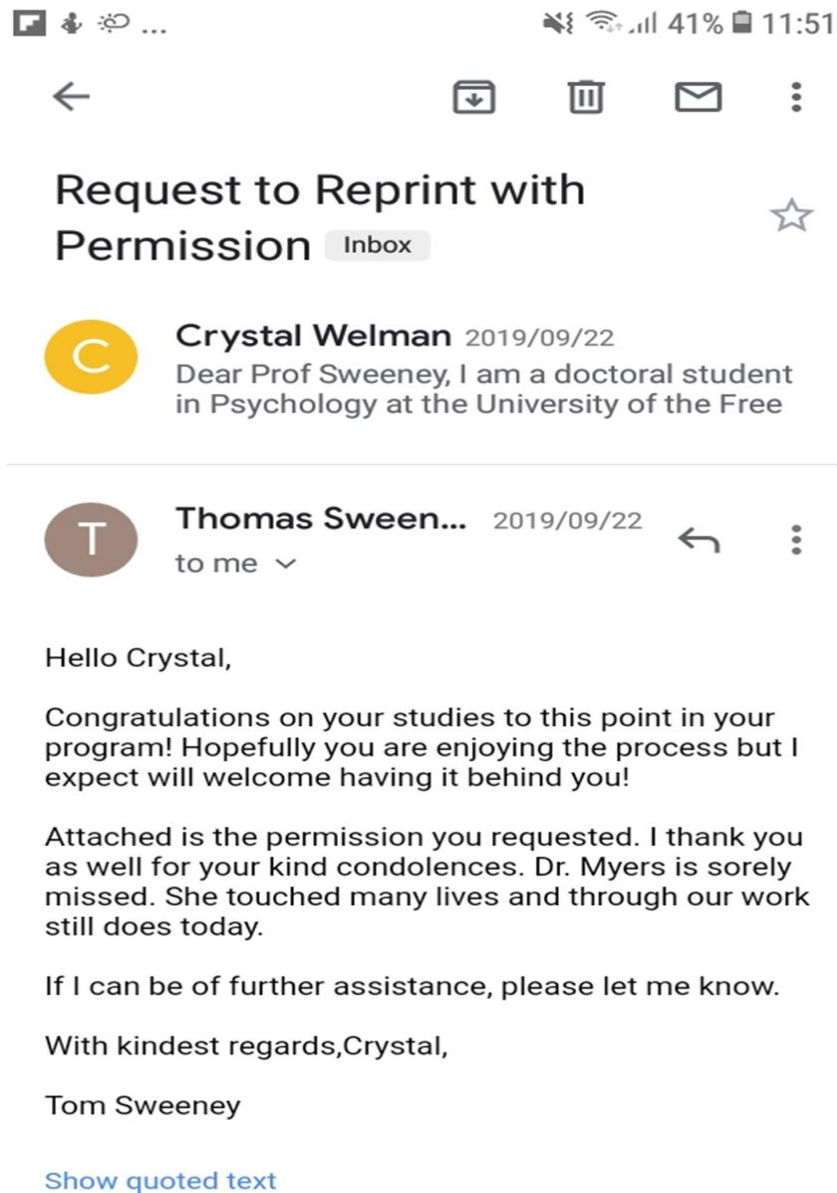 ... 41% 11:51
Request to Reprint with
Permission Inbox
C Crystal Welman 2019/09/22
Dear Prof Sweeney, I am a doctoral student
in Psychology at the University of the Free
T Thomas Sween... 2019/09/22
to me
Hello Crystal,
Congratulations on your studies to this point in your
program! Hopefully you are enjoying the process but I
expect will welcome having it behind you!
Attached is the permission you requested. I thank you
as well for your kind condolences. Dr. Myers is sorely
missed. She touched many lives and through our work
still does today.
If I can be of further assistance, please let me know.
With kindest regards,Crystal,
Tom Sweeney
Show quoted text